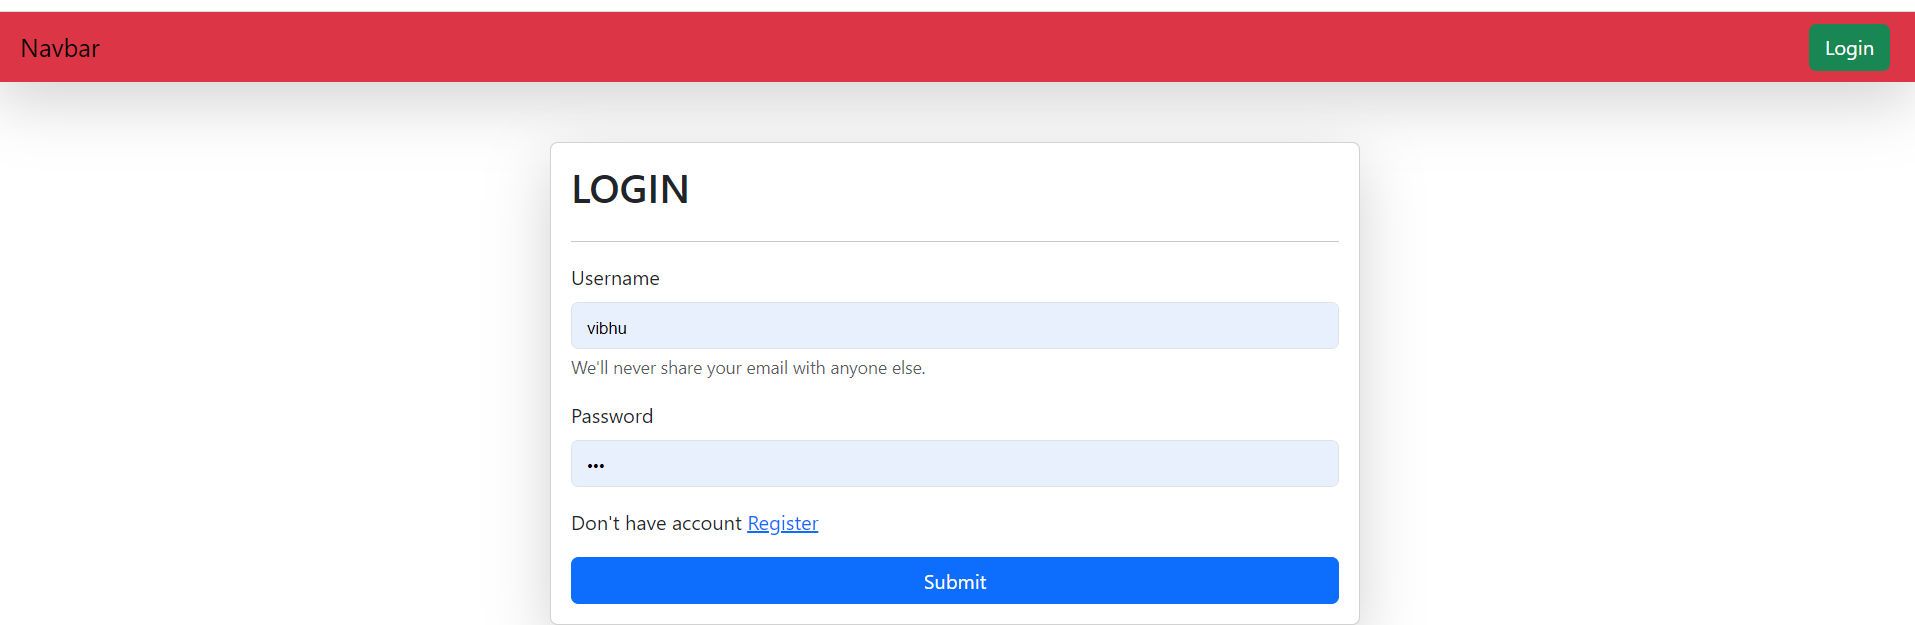 Navbar
Login
LOGIN
Username
vibhu
We'll never share your email with anyone else.
Password
•••
Don't have account Register
Submit